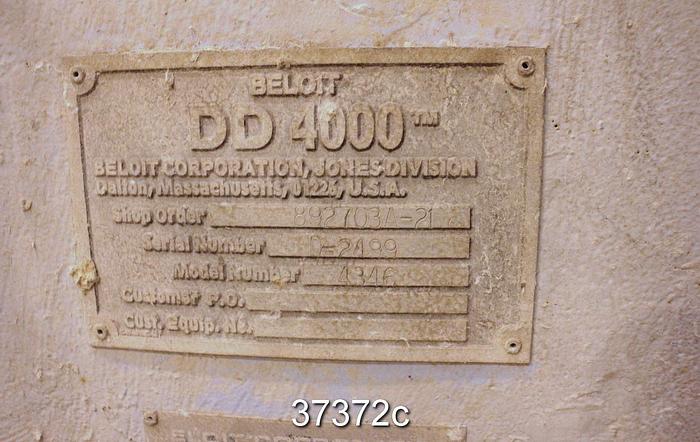 BELOIT
DD 4000™
BELOIT CORPORATION, JONES DIVISION
Dalton, Massachusetts, 01226, U.S.A.
Shop Order 892703A-21
Serial Number D-2499
Model Number 4346
Customer P.O.
Cust. Equip. No.
37372c